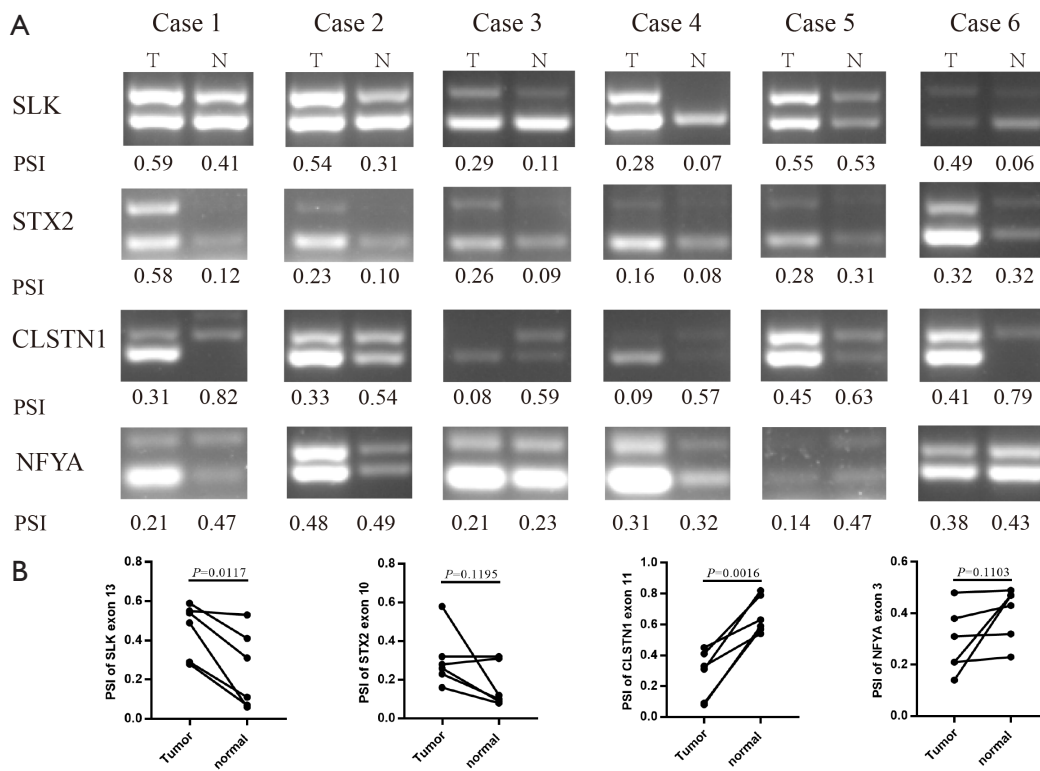 A Case 1 Case 2 Case 3 Case 4 Case 5 Case 6
T N T N T N T N T N T N
SLK
PSI 0.59 0.41 0.54 0.31 0.29 0.11 0.28 0.07 0.55 0.53 0.49 0.06
STX2
PSI 0.58 0.12 0.23 0.10 0.26 0.09 0.16 0.08 0.28 0.31 0.32 0.32
CLSTN1
PSI 0.31 0.82 0.33 0.54 0.08 0.59 0.09 0.57 0.45 0.63 0.41 0.79
NFYA
PSI 0.21 0.47 0.48 0.49 0.21 0.23 0.31 0.32 0.14 0.47 0.38 0.43
B
PSI of SLK exon 13
0.8
0.6
0.4
0.2
0.0
P=0.0117
Tumor
normal
PSI of STX2 exon 10
0.8
0.6
0.4
0.2
0.0
P=0.1195
Tumor
normal
PSI of CLSTN1 exon 11
1.0
0.8
0.6
0.4
0.2
0.0
P=0.0016
Tumor
normal
PSI of NFYA exon 3
0.6
0.4
0.2
0.0
P=0.1103
Tumor
normal